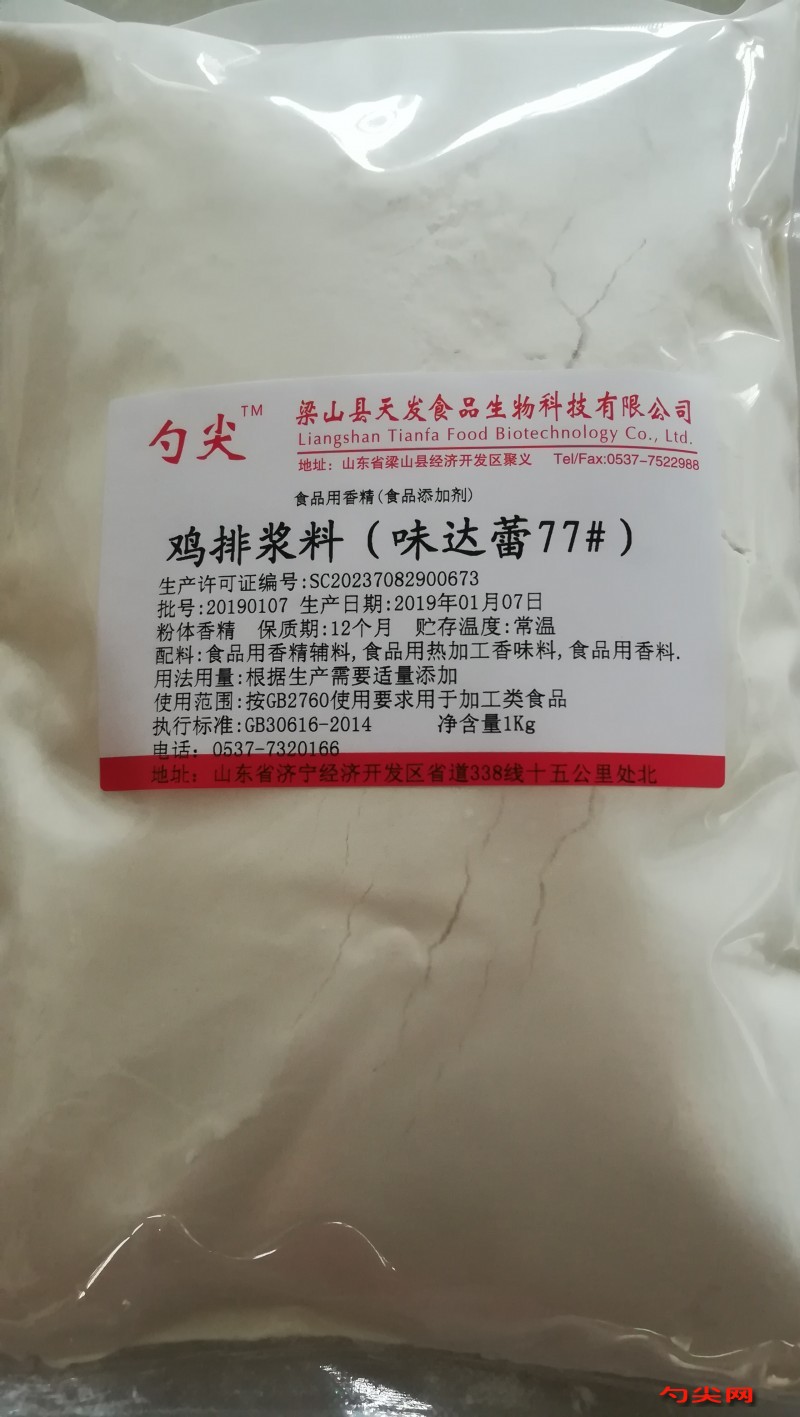 勺尖™
梁山县天发食品生物科技有限公司
Liangshan Tianfa Food Biotechnology Co., Ltd.
地址：山东省梁山县经济开发区聚义 Tel/Fax:0537-7522988
食品用香精(食品添加剂)
鸡排浆料（味达蕾77#）
生产许可证编号:SC20237082900673
批号:20190107 生产日期:2019年01月07日
粉体香精 保质期:12个月 贮存温度:常温
配料:食品用香精辅料,食品用热加工香味料,食品用香料.
用法用量:根据生产需要适量添加
使用范围:按GB2760使用要求用于加工类食品
执行标准:GB30616-2014 净含量1Kg
电话：0537-7320166
地址：山东省济宁经济开发区省道338线十五公里处北
勺尖网